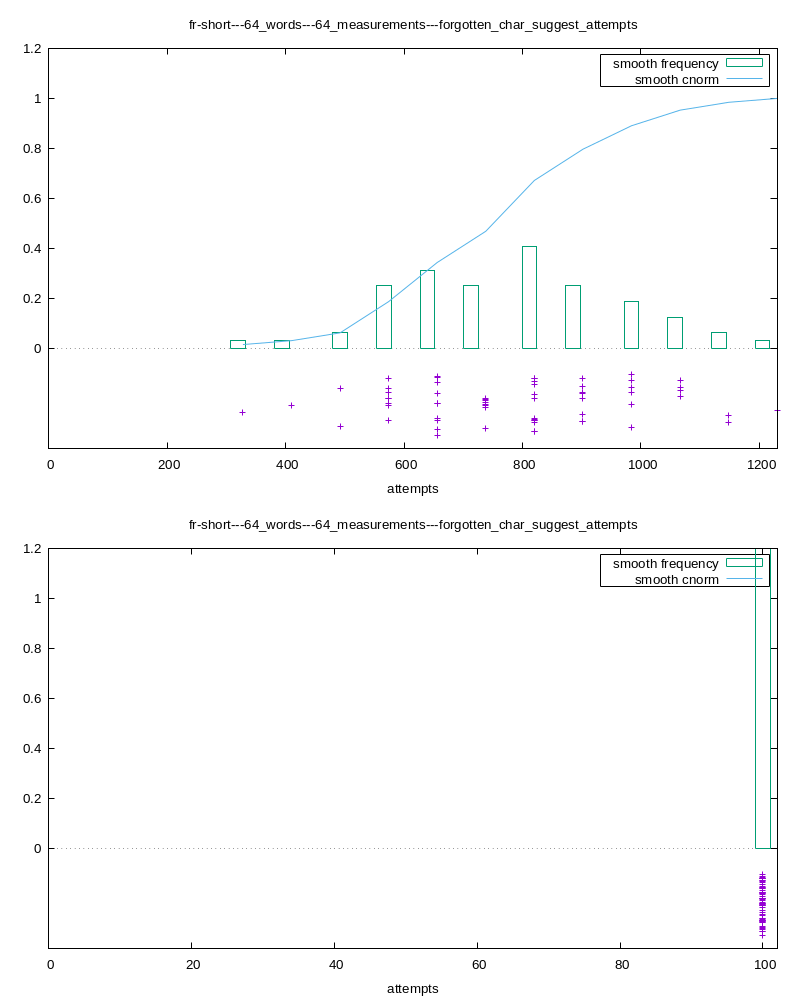 fr-short---64_words---64_measurements---forgotten_char_suggest_attempts
1.2
smooth frequency
smooth cnorm
1
0.8
0.6
0.4
0.2
0
0 200 400 600 800 1000 1200
attempts
fr-short---64_words---64_measurements---forgotten_char_suggest_attempts
1.2
smooth frequency
smooth cnorm
1
0.8
0.6
0.4
0.2
0
0 20 40 60 80 100
attempts